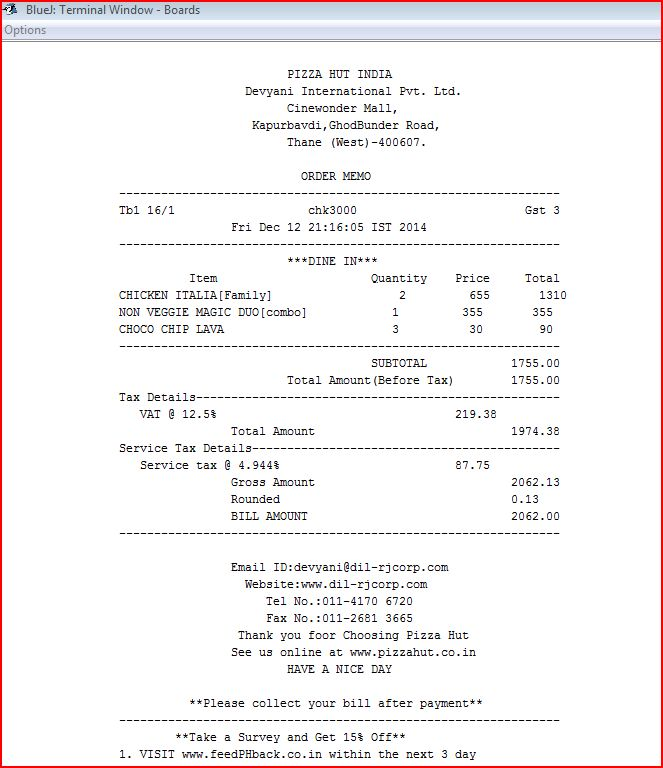 BlueJ: Terminal Window - Boards
Options
PIZZA HUT INDIA
Devyani International Pvt. Ltd.
Cinewonder Mall,
Kapurbavdi,GhodBunder Road,
Thane (West)-400607.
ORDER MEMO
---------------------------------------------------------------
Tb1 16/1 chk3000 Gst 3
Fri Dec 12 21:16:05 IST 2014
---------------------------------------------------------------
***DINE IN***
Item Quantity Price Total
CHICKEN ITALIA[Family] 2 655 1310
NON VEGGIE MAGIC DUO[combo] 1 355 355
CHOCO CHIP LAVA 3 30 90
---------------------------------------------------------------
SUBTOTAL 1755.00
Total Amount(Before Tax) 1755.00
Tax Details----------------------------------------------------
VAT @ 12.5% 219.38
Total Amount 1974.38
Service Tax Details--------------------------------------------
Service tax @ 4.944% 87.75
Gross Amount 2062.13
Rounded 0.13
BILL AMOUNT 2062.00
---------------------------------------------------------------
Email ID:devyani@dil-rjcorp.com
Website:www.dil-rjcorp.com
Tel No.:011-4170 6720
Fax No.:011-2681 3665
Thank you foor Choosing Pizza Hut
See us online at www.pizzahut.co.in
HAVE A NICE DAY
**Please collect your bill after payment**
---------------------------------------------------------------
**Take a Survey and Get 15% Off**
1. VISIT www.feedPHback.co.in within the next 3 day